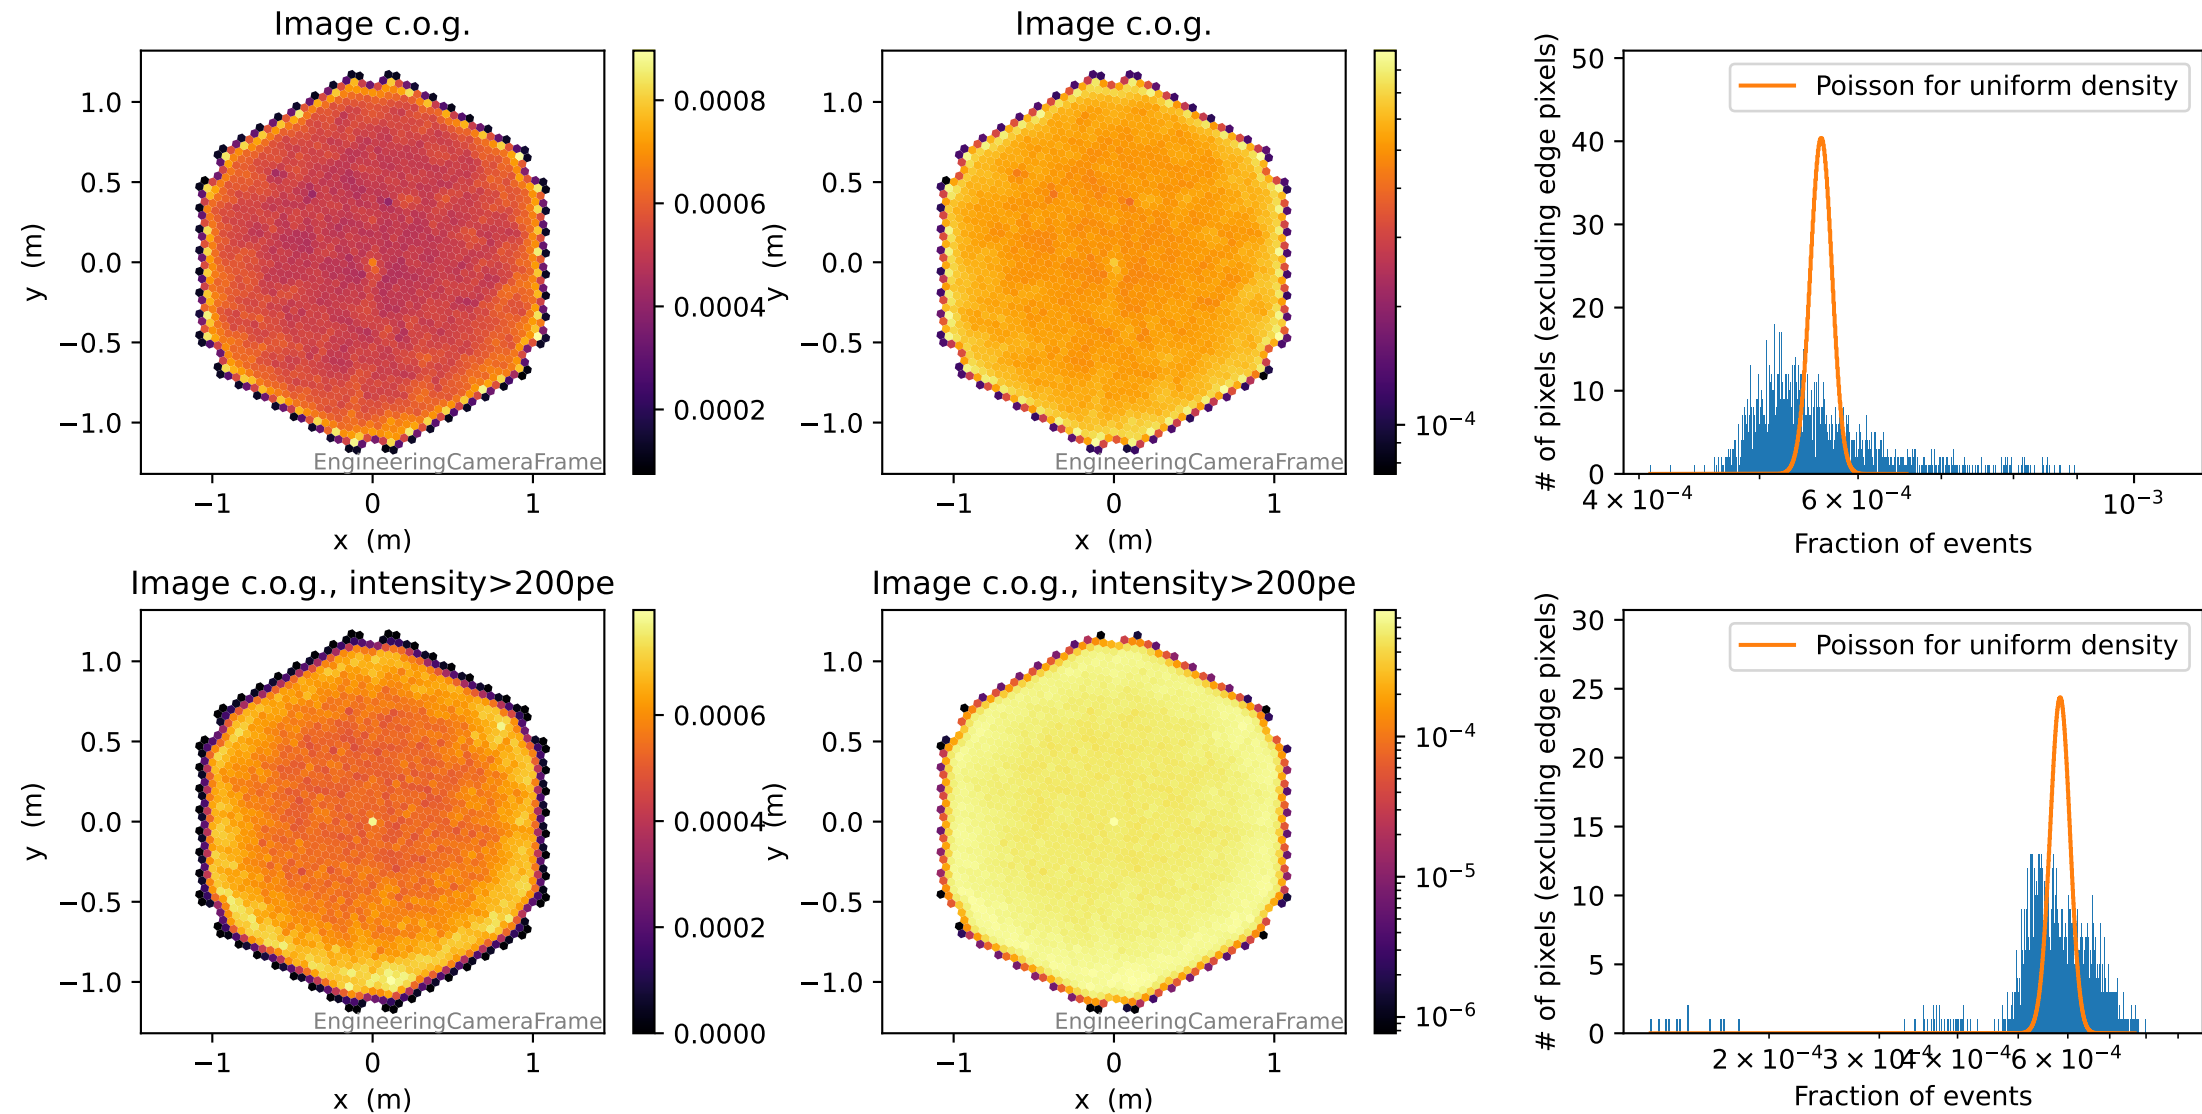 Image c.o.g.
1.0
0.5
0.0
−0.5
−1.0
y (m)
−1
0
1
x (m)
EngineeringCameraFrame
0.0008
0.0006
0.0004
0.0002
Image c.o.g.
1.0
0.5
0.0
−0.5
−1.0
y (m)
−1
0
1
x (m)
EngineeringCameraFrame
10⁻⁴
# of pixels (excluding edge pixels)
50
40
30
20
10
0
Poisson for uniform density
4 × 10⁻⁴
6 × 10⁻⁴
10⁻³
Fraction of events
Image c.o.g., intensity>200pe
1.0
0.5
0.0
−0.5
−1.0
y (m)
−1
0
1
x (m)
EngineeringCameraFrame
0.0006
0.0004
0.0002
0.0000
Image c.o.g., intensity>200pe
1.0
0.5
0.0
−0.5
−1.0
y (m)
−1
0
1
x (m)
EngineeringCameraFrame
10⁻⁴
10⁻⁵
10⁻⁶
# of pixels (excluding edge pixels)
30
25
20
15
10
5
0
Poisson for uniform density
2 × 10⁻⁴
3 × 10⁻⁴
4 × 10⁻⁴
6 × 10⁻⁴
Fraction of events